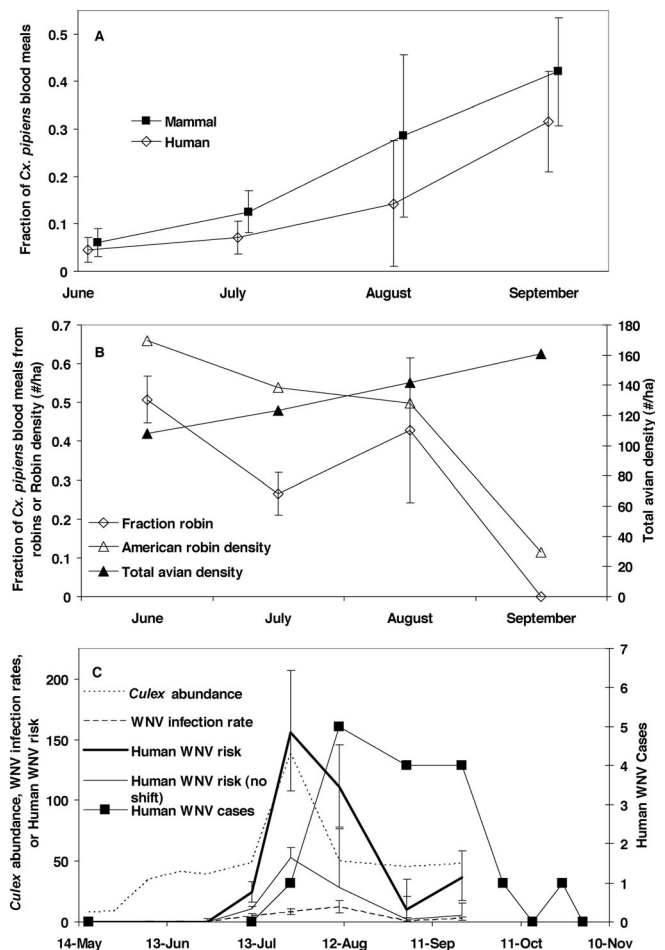 A
Fraction of Cx. pipiens blood meals
0.5
0.4
0.3
0.2
0.1
0
Mammal
Human
June July August September
B
Fraction of Cx. pipiens blood meals from
robins or Robin density (#/ha)
0.7
0.6
0.5
0.4
0.3
0.2
0.1
0
180
160
140
120
100
80
60
40
20
0
Total avian density (#/ha)
Fraction robin
American robin density
Total avian density
June July August September
C
Culex abundance, WNV infection rates,
or Human WNV risk
200
150
100
50
0
7
6
5
4
3
2
1
0
Human WNV Cases
Culex abundance
WNV infection rate
Human WNV risk
Human WNV risk (no
shift)
Human WNV cases
14-May 13-Jun 13-Jul 12-Aug 11-Sep 11-Oct 10-Nov